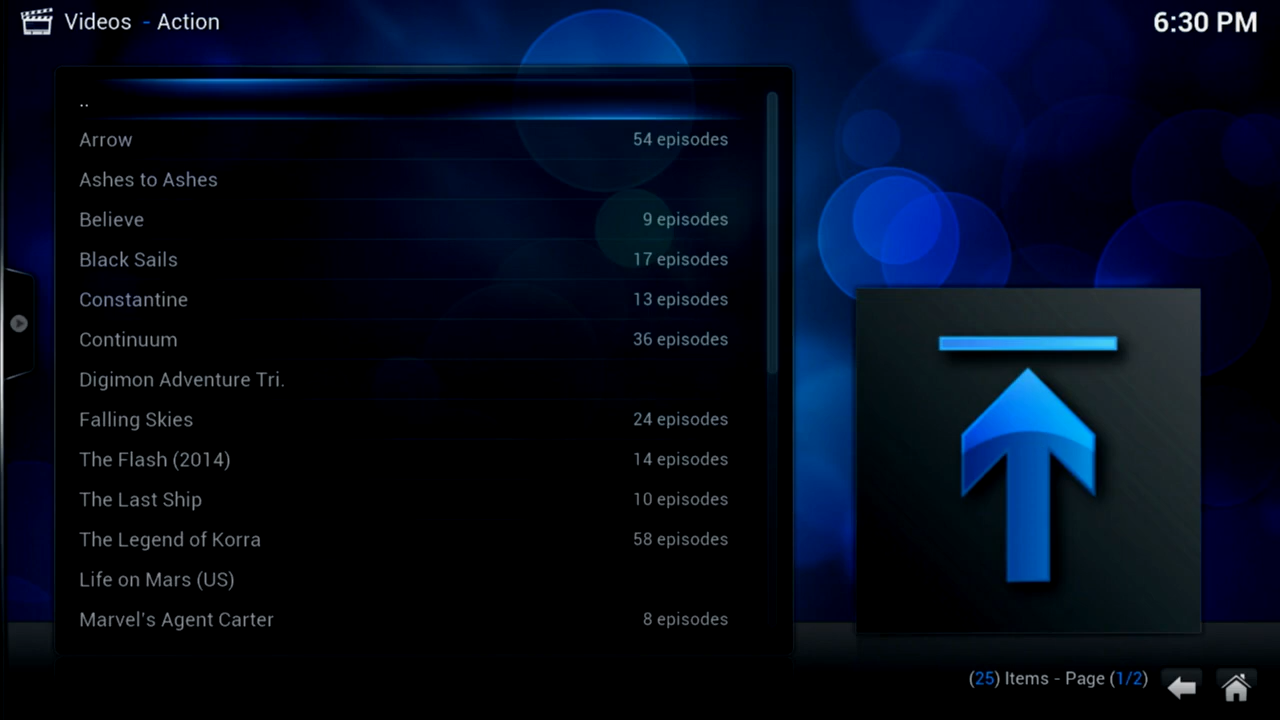 Videos - Action
6:30 PM
..
Arrow 54 episodes
Ashes to Ashes
Believe 9 episodes
Black Sails 17 episodes
Constantine 13 episodes
Continuum 36 episodes
Digimon Adventure Tri.
Falling Skies 24 episodes
The Flash (2014) 14 episodes
The Last Ship 10 episodes
The Legend of Korra 58 episodes
Life on Mars (US)
Marvel's Agent Carter 8 episodes
(25) Items - Page (1/2)